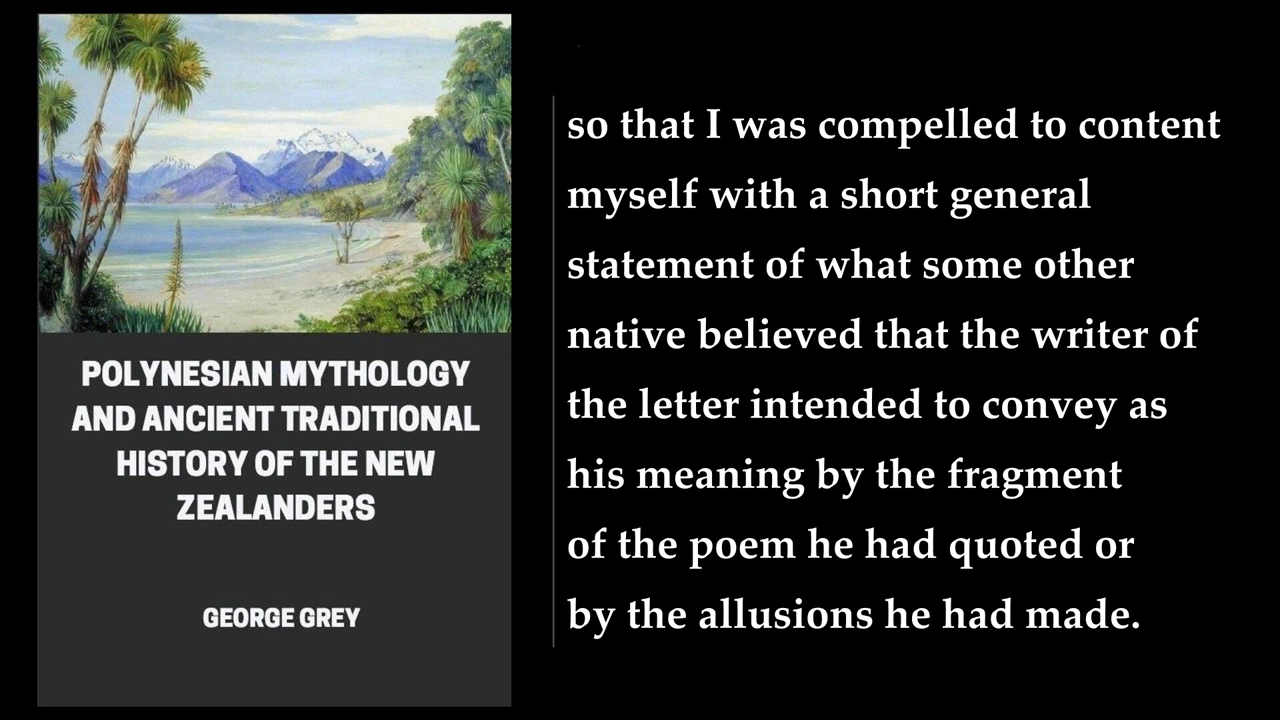 POLYNESIAN MYTHOLOGY
AND ANCIENT TRADITIONAL
HISTORY OF THE NEW
ZEALANDERS
GEORGE GREY
so that I was compelled to content
myself with a short general
statement of what some other
native believed that the writer of
the letter intended to convey as
his meaning by the fragment
of the poem he had quoted or
by the allusions he had made.